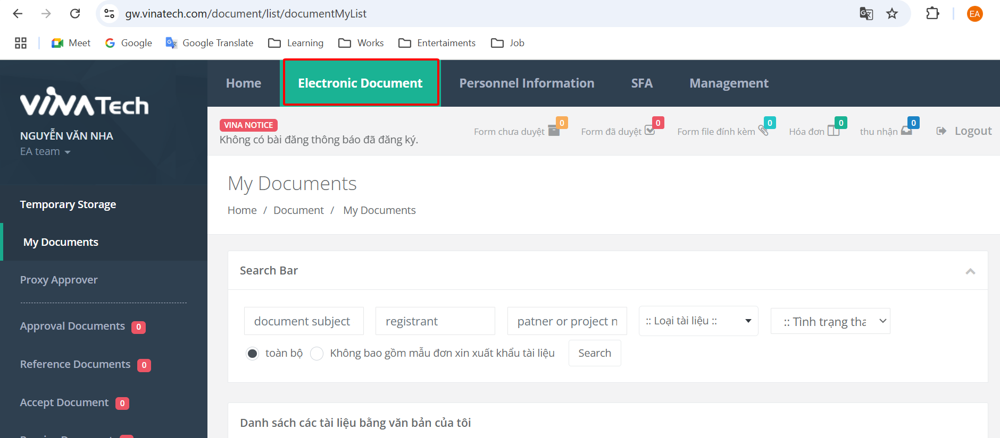 gw.vinatech.com/document/list/documentMyList
EA
Meet
Google
Google Translate
Learning
Works
Entertaiments
Job
ViNATech
NGUYỄN VĂN NHA
EA team
Home
Electronic Document
Personnel Information
SFA
Management
VINA NOTICE
Không có bài đăng thông báo đã đăng ký.
Form chưa duyệt 0
Form đã duyệt 0
Form file đính kèm 0
Hóa đơn 0
thu nhận 0
Logout
Temporary Storage
My Documents
Proxy Approver
Approval Documents 0
Reference Documents 0
Accept Document 0
My Documents
Home / Document / My Documents
Search Bar
document subject
registrant
patner or project n
:: Loại tài liệu ::
:: Tình trạng tha
toàn bộ
Không bao gồm mẫu đơn xin xuất khẩu tài liệu
Search
Danh sách các tài liệu bằng văn bản của tôi